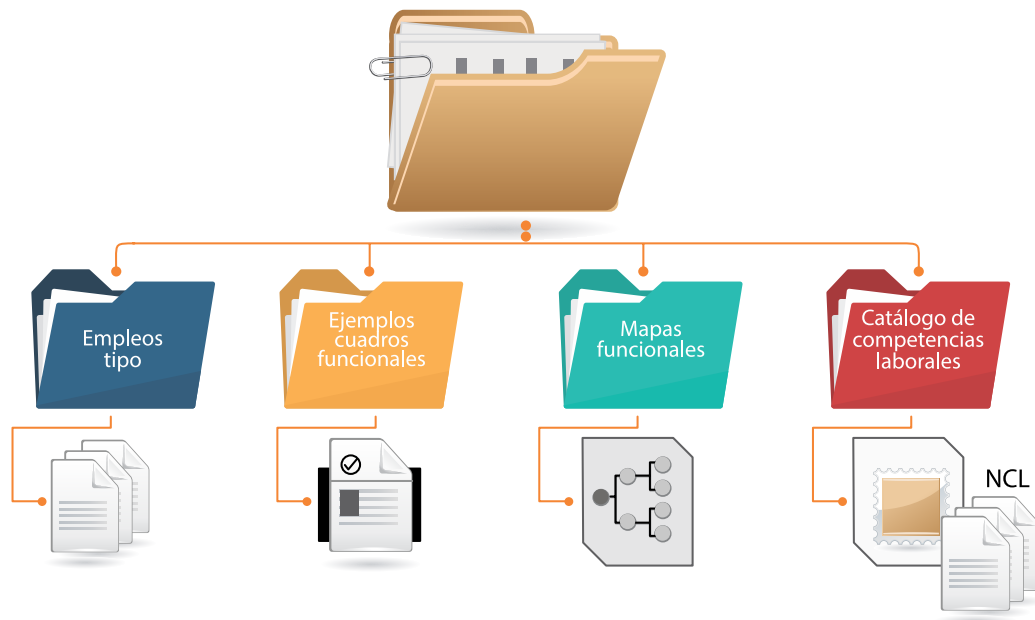 Empleos
tipo
Ejemplos
cuadros
funcionales
Mapas
funcionales
Catálogo de
competencias
laborales
NCL